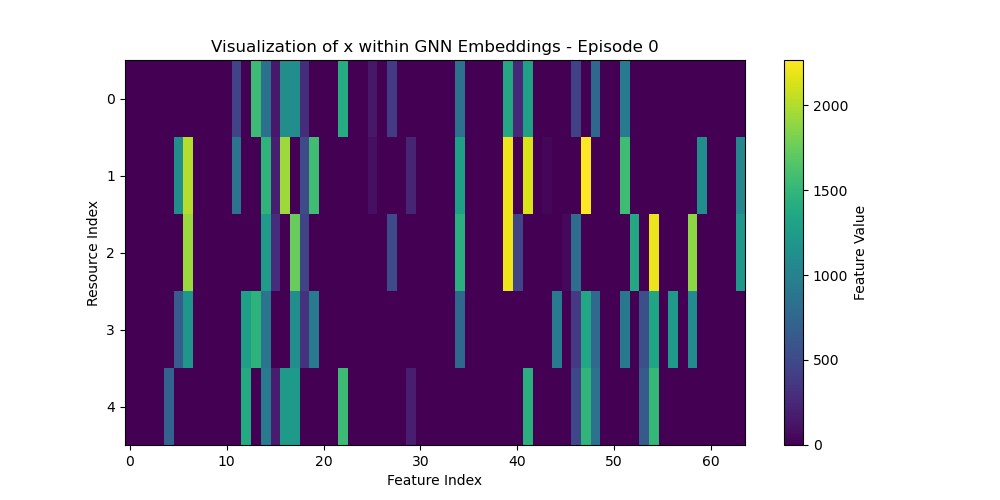 Visualization of x within GNN Embeddings - Episode 0
Resource Index
0
1
2
3
4
0 10 20 30 40 50 60
Feature Index
2000
1500
1000
500
0
Feature Value